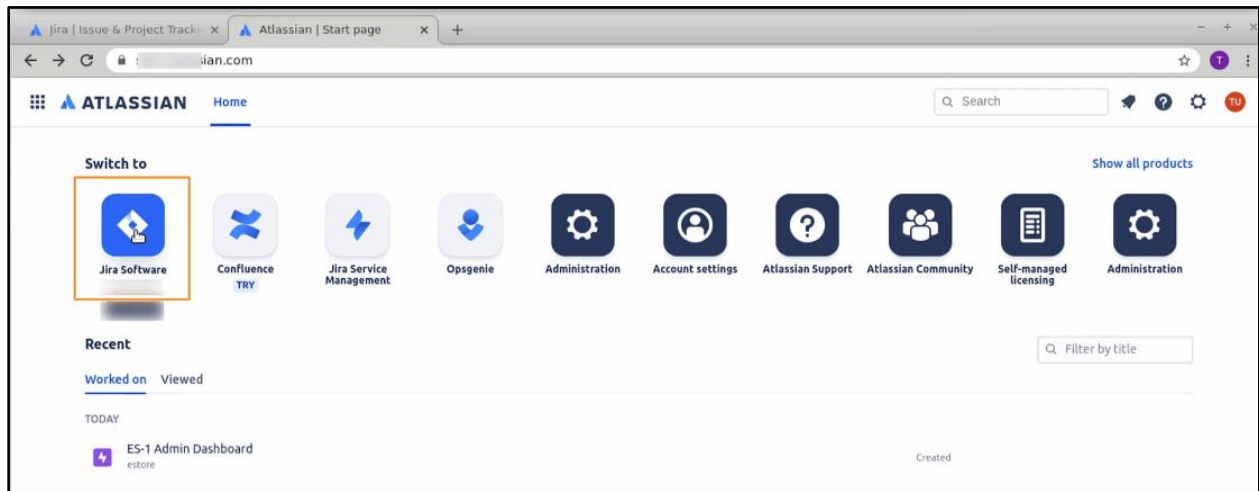 Jira | Issue & Project Tracki
Atlassian | Start page
sian.com
T
ATLASSIAN
Home
Search
TU
Switch to
Show all products
Jira Software
Confluence
TRY
Jira Service
Management
Opsgenie
Administration
Account settings
Atlassian Support
Atlassian Community
Self-managed
licensing
Administration
Recent
Filter by title
Worked on
Viewed
TODAY
ES-1 Admin Dashboard
estore
Created